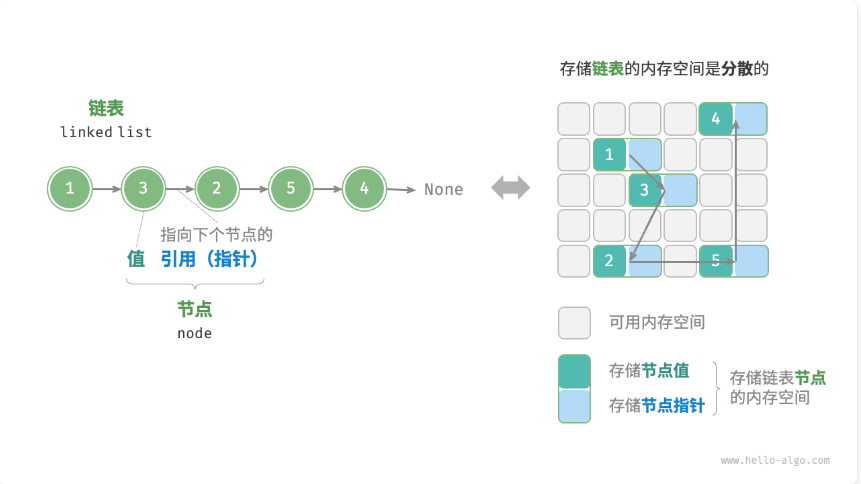 存储链表的内存空间是分散的
链表
linked list
1 3 2 5 4 None
指向下个节点的
值 引用（指针）
节点
node
4
1
3
2 5
可用内存空间
存储节点值
存储节点指针
存储链表节点
的内存空间
www.hello-algo.com